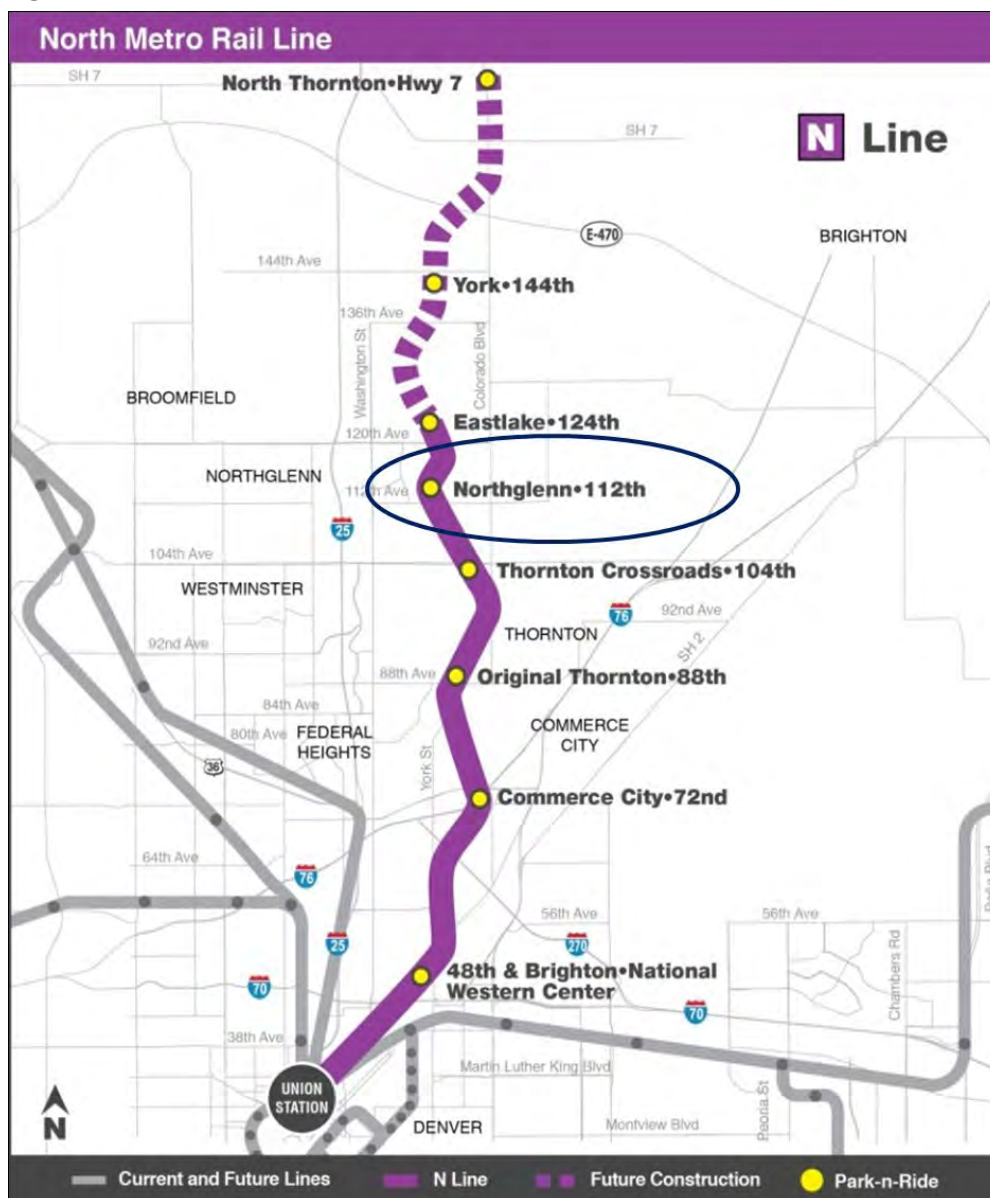 North Metro Rail Line
SH 7
North Thornton•Hwy 7
SH 7
N Line
E-470
BRIGHTON
144th Ave
York•144th
136th Ave
Washington St
Colorado Blvd
BROOMFIELD
Eastlake•124th
120th Ave
NORTHGLENN
112th Ave
Northglenn•112th
25
104th Ave
Thornton Crossroads•104th
WESTMINSTER
76
92nd Ave
THORNTON
SH 2
92nd Ave
88th Ave
Original Thornton•88th
84th Ave
80th Ave
FEDERAL
HEIGHTS
COMMERCE
CITY
36
York St
Commerce City•72nd
64th Ave
76
Peña Blvd
56th Ave
56th Ave
25
270
Chambers Rd
48th & Brighton•National
Western Center
70
70
38th Ave
Martin Luther King Blvd
UNION
STATION
Peoria St
N
DENVER
Montview Blvd
Current and Future Lines
N Line
Future Construction
Park-n-Ride